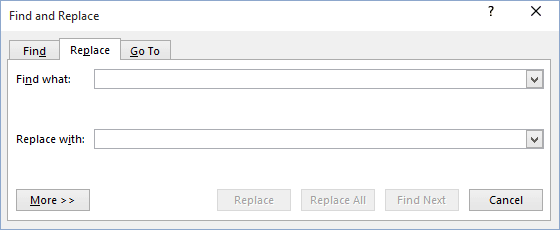 Find and Replace ? X
Find Replace Go To
Find what:
Replace with:
More >> Replace Replace All Find Next Cancel